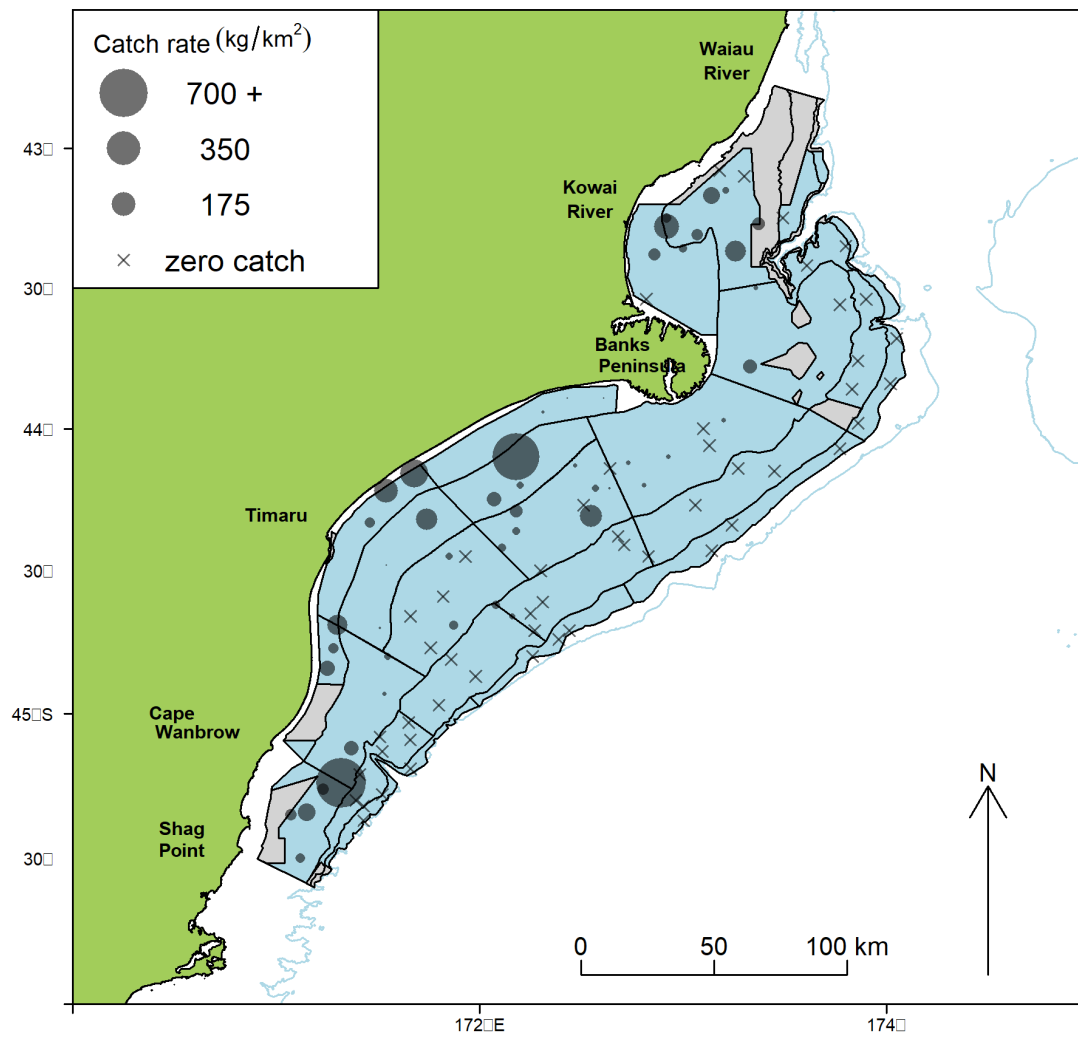 Catch rate (kg/km²)
700 +
350
175
zero catch
Waiau
River
Kowai
River
Banks
Peninsula
Timaru
Cape
Wanbrow
Shag
Point
43□
30□
44□
30□
45□S
30□
N
0 50 100 km
172□E 174□